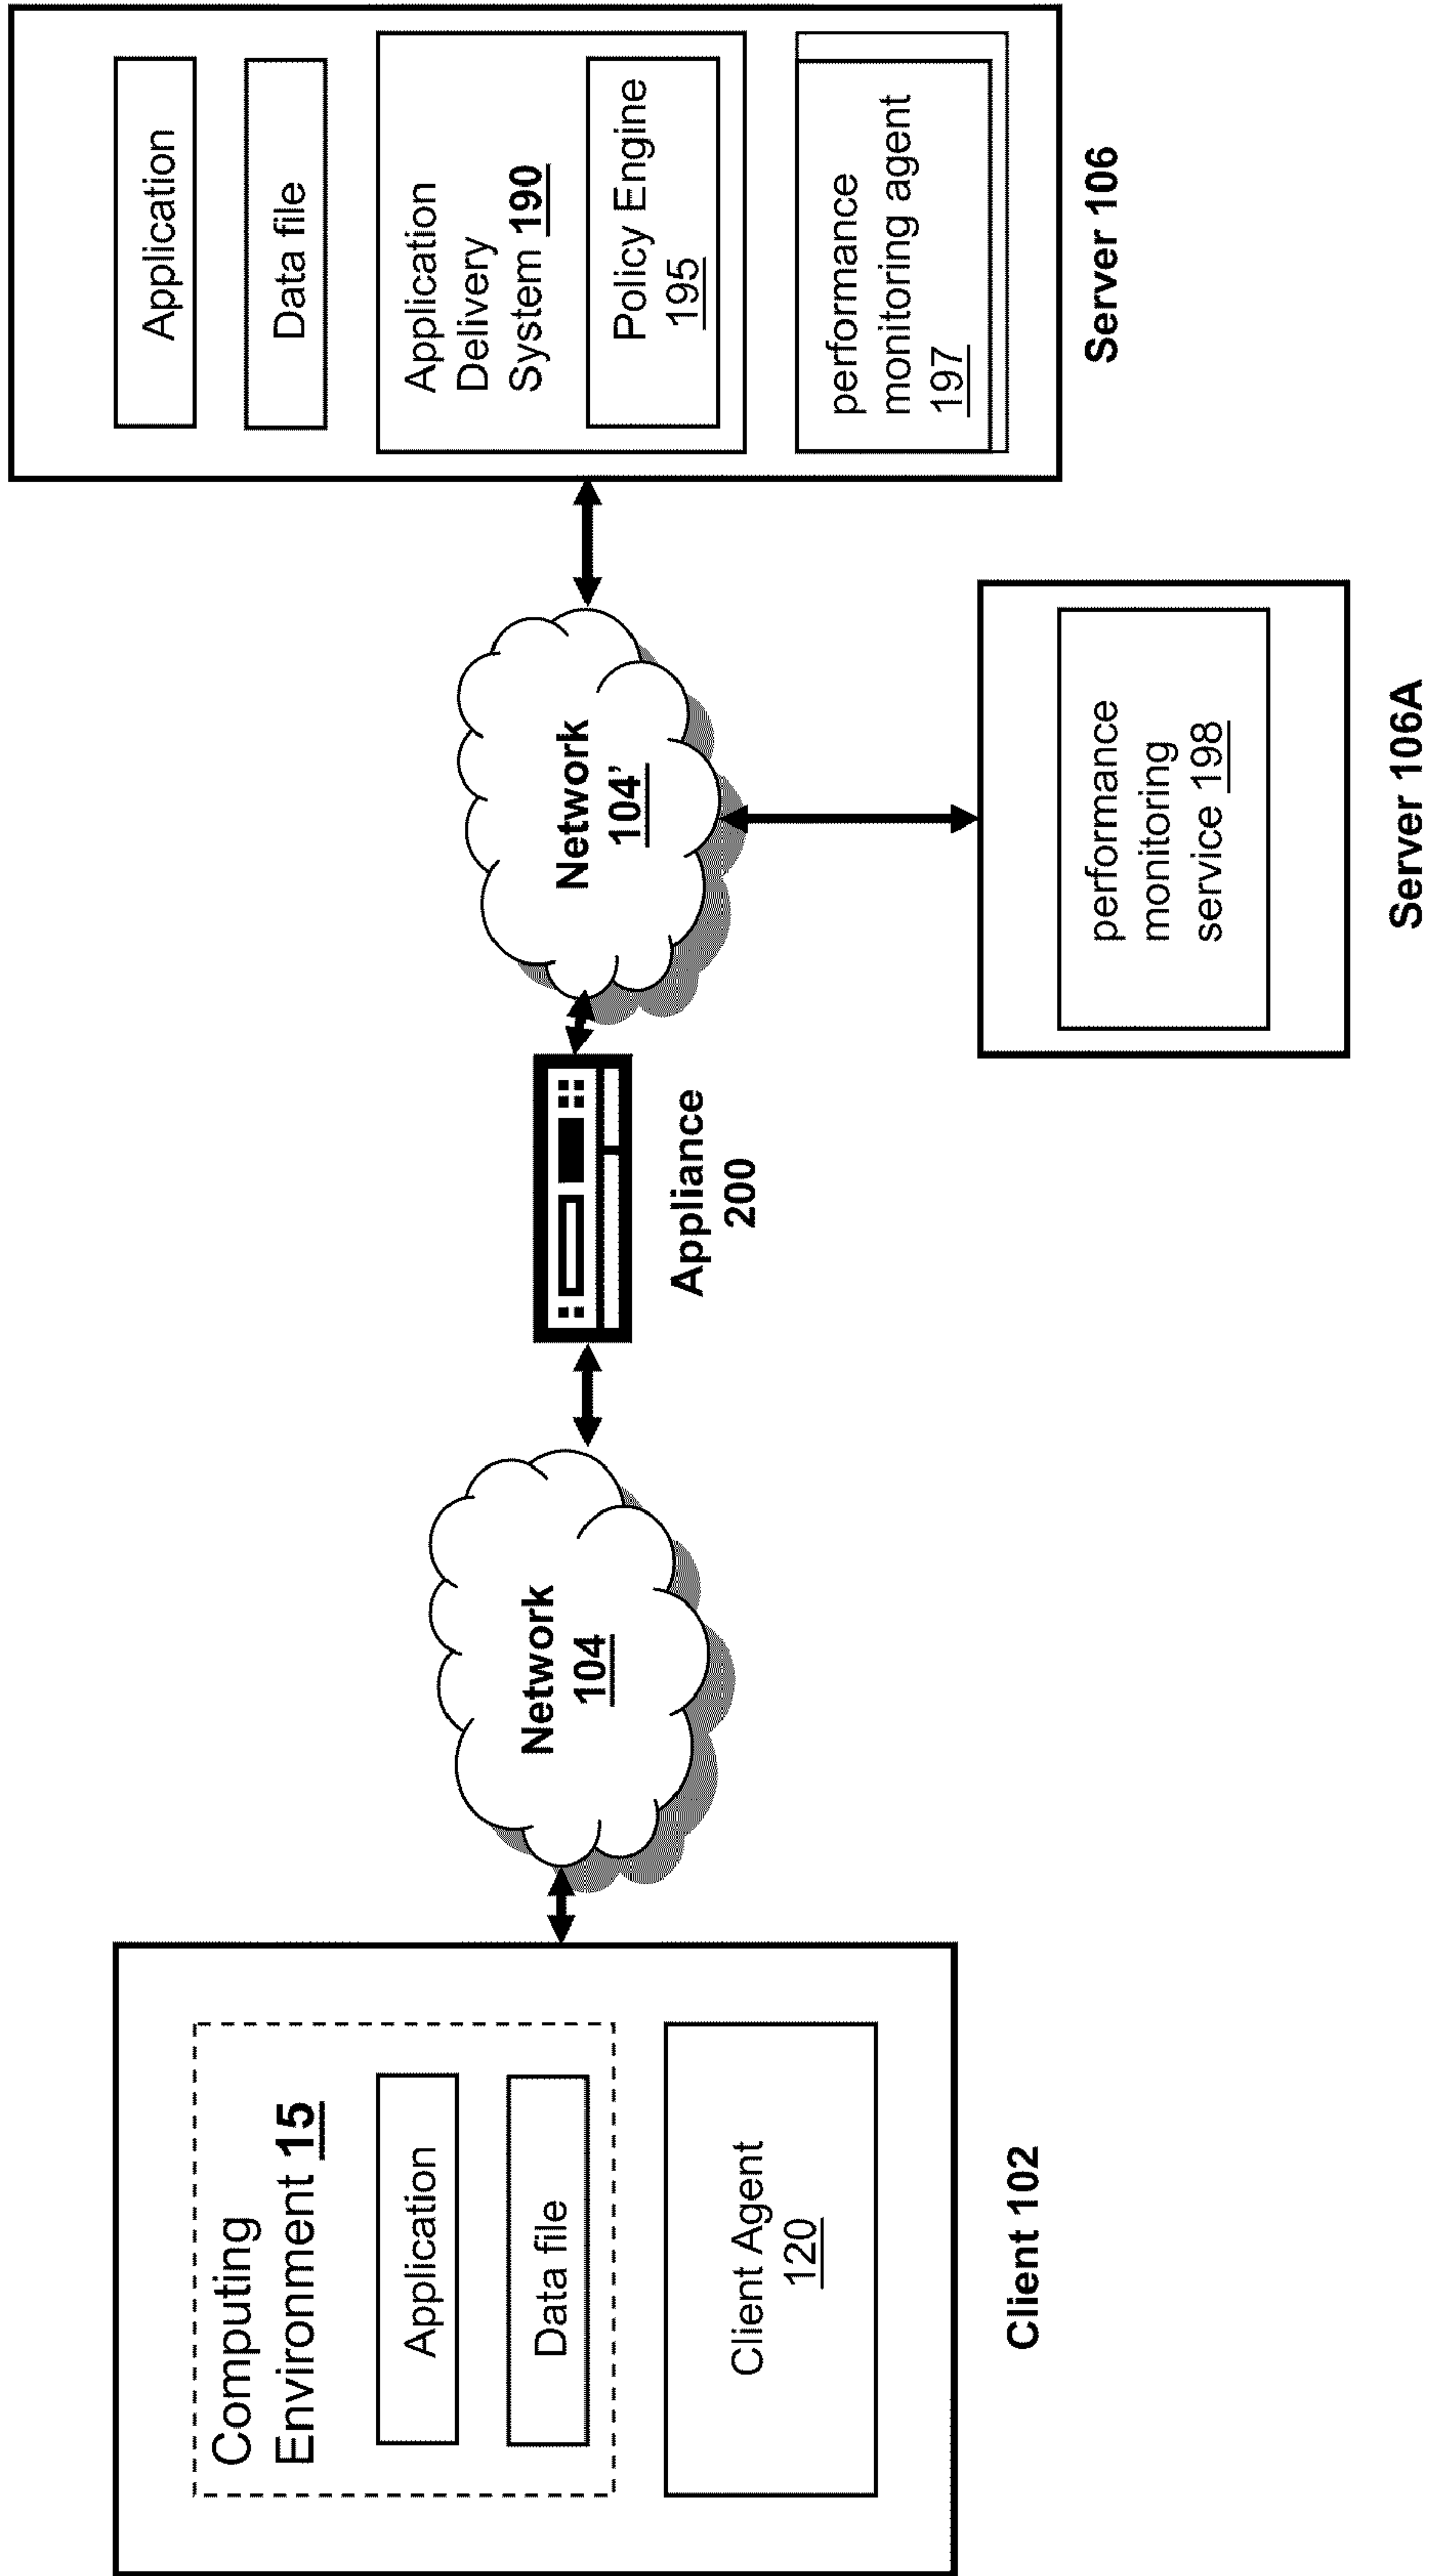 Computing
Environment 15
Application
Data file
Client Agent
120
Client 102
Network
104
Appliance
200
Network
104'
performance
monitoring
service 198
Server 106A
Application
Data file
Application
Delivery
System 190
Policy Engine
195
performance
monitoring agent
197
Server 106